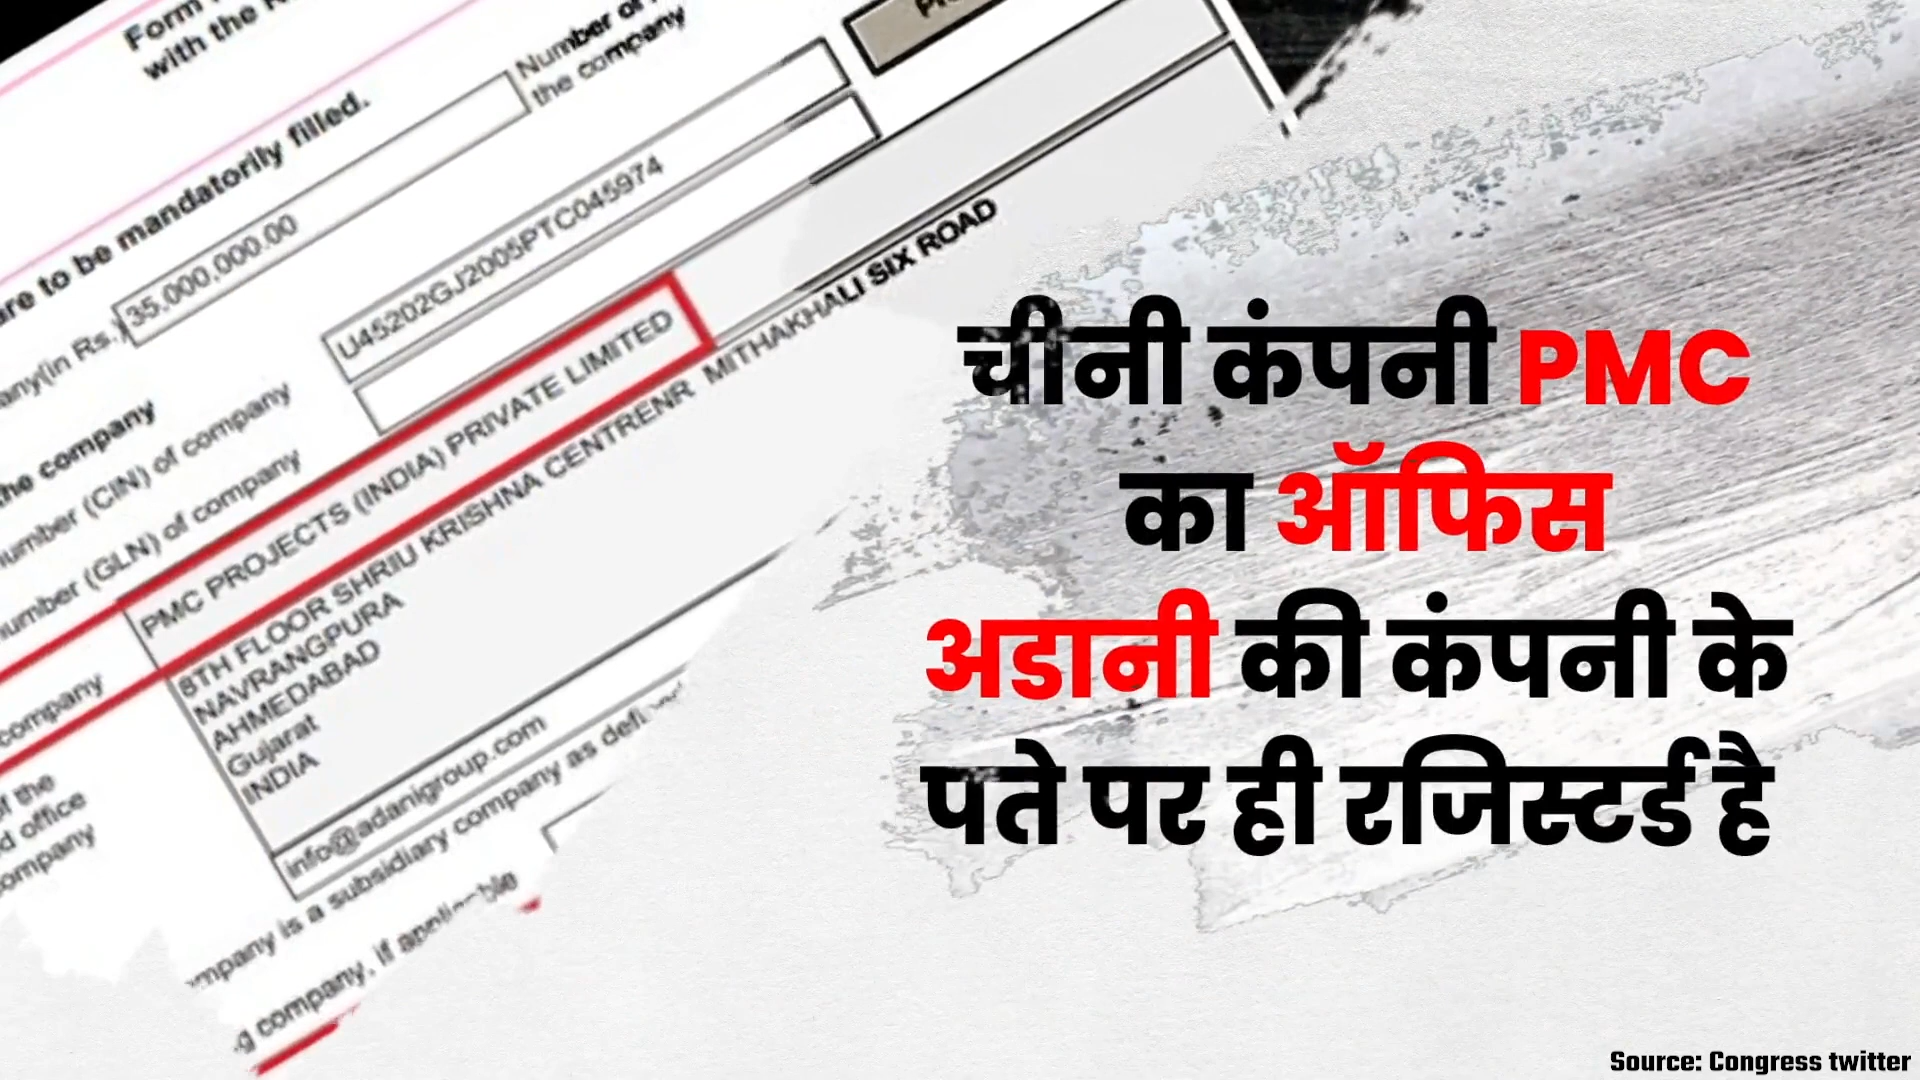 Form
with the
Number of
the company
are to be mandatorily filled.
35,000,000.00
any(in Rs.)
U45202GJ2005PTC045974
the company
number (CIN) of company
number (GLN) of company
company
PMC PROJECTS (INDIA) PRIVATE LIMITED
8TH FLOOR SHRIU KRISHNA CENTRENR MITHAKHALI SIX ROAD
NAVRANGPURA
AHMEDABAD
Gujarat
INDIA
f the
d office
ompany
info@adanigroup.com
mpany is a subsidiary company as
g company, if applicable
चीनी कंपनी PMC
का ऑफिस
अडानी की कंपनी के
पते पर ही रजिस्टर्ड है
Source: Congress twitter